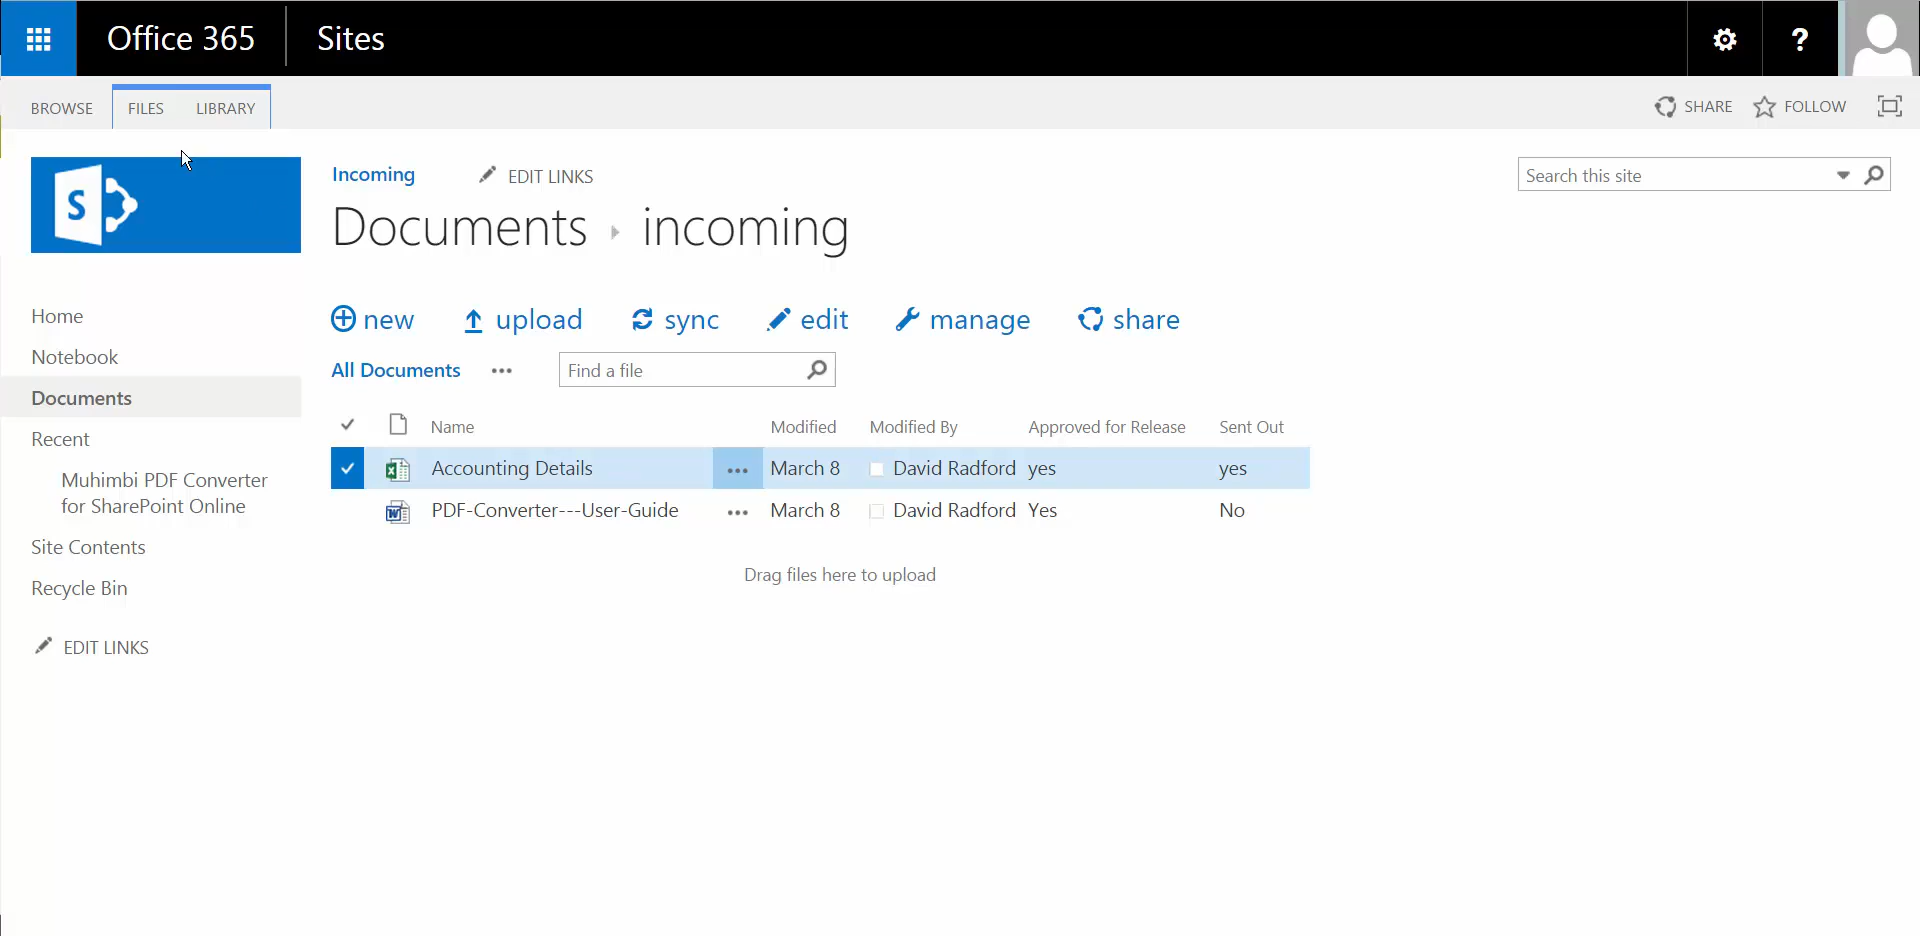 Office 365 Sites
?
BROWSE FILES LIBRARY SHARE FOLLOW
S
Incoming EDIT LINKS Search this site
Documents incoming
Home
Notebook
Documents
Recent
Muhimbi PDF Converter
for SharePoint Online
Site Contents
Recycle Bin
EDIT LINKS
new upload sync edit manage share
All Documents ... Find a file
Name Modified Modified By Approved for Release Sent Out
Accounting Details ... March 8 David Radford yes yes
PDF-Converter---User-Guide ... March 8 David Radford Yes No
Drag files here to upload